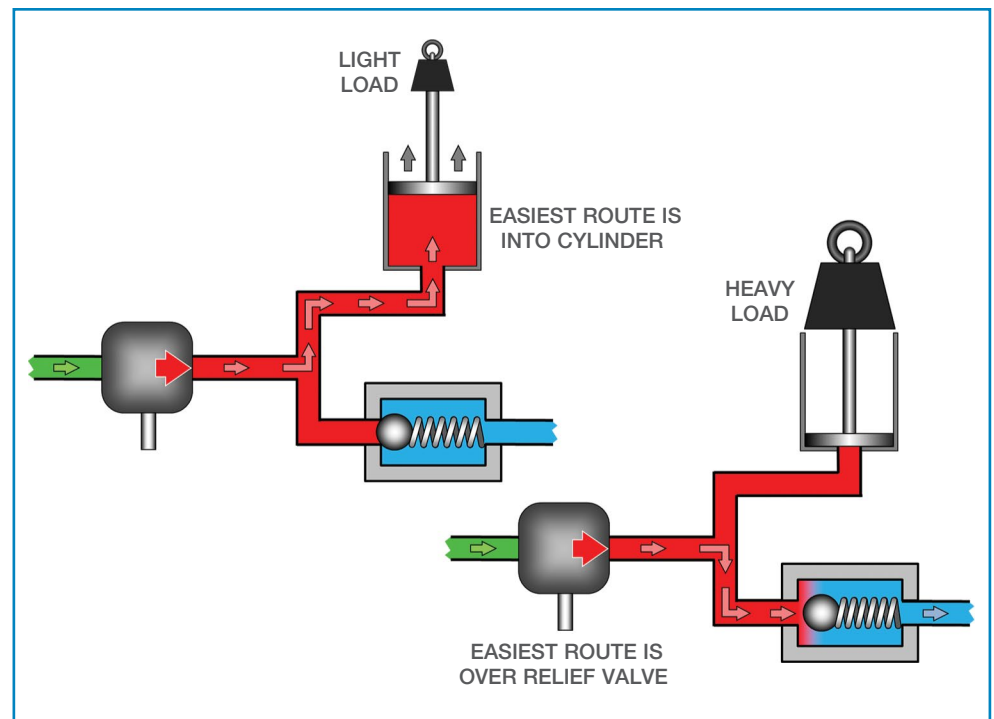 LIGHT
LOAD
EASIEST ROUTE IS
INTO CYLINDER
HEAVY
LOAD
EASIEST ROUTE IS
OVER RELIEF VALVE